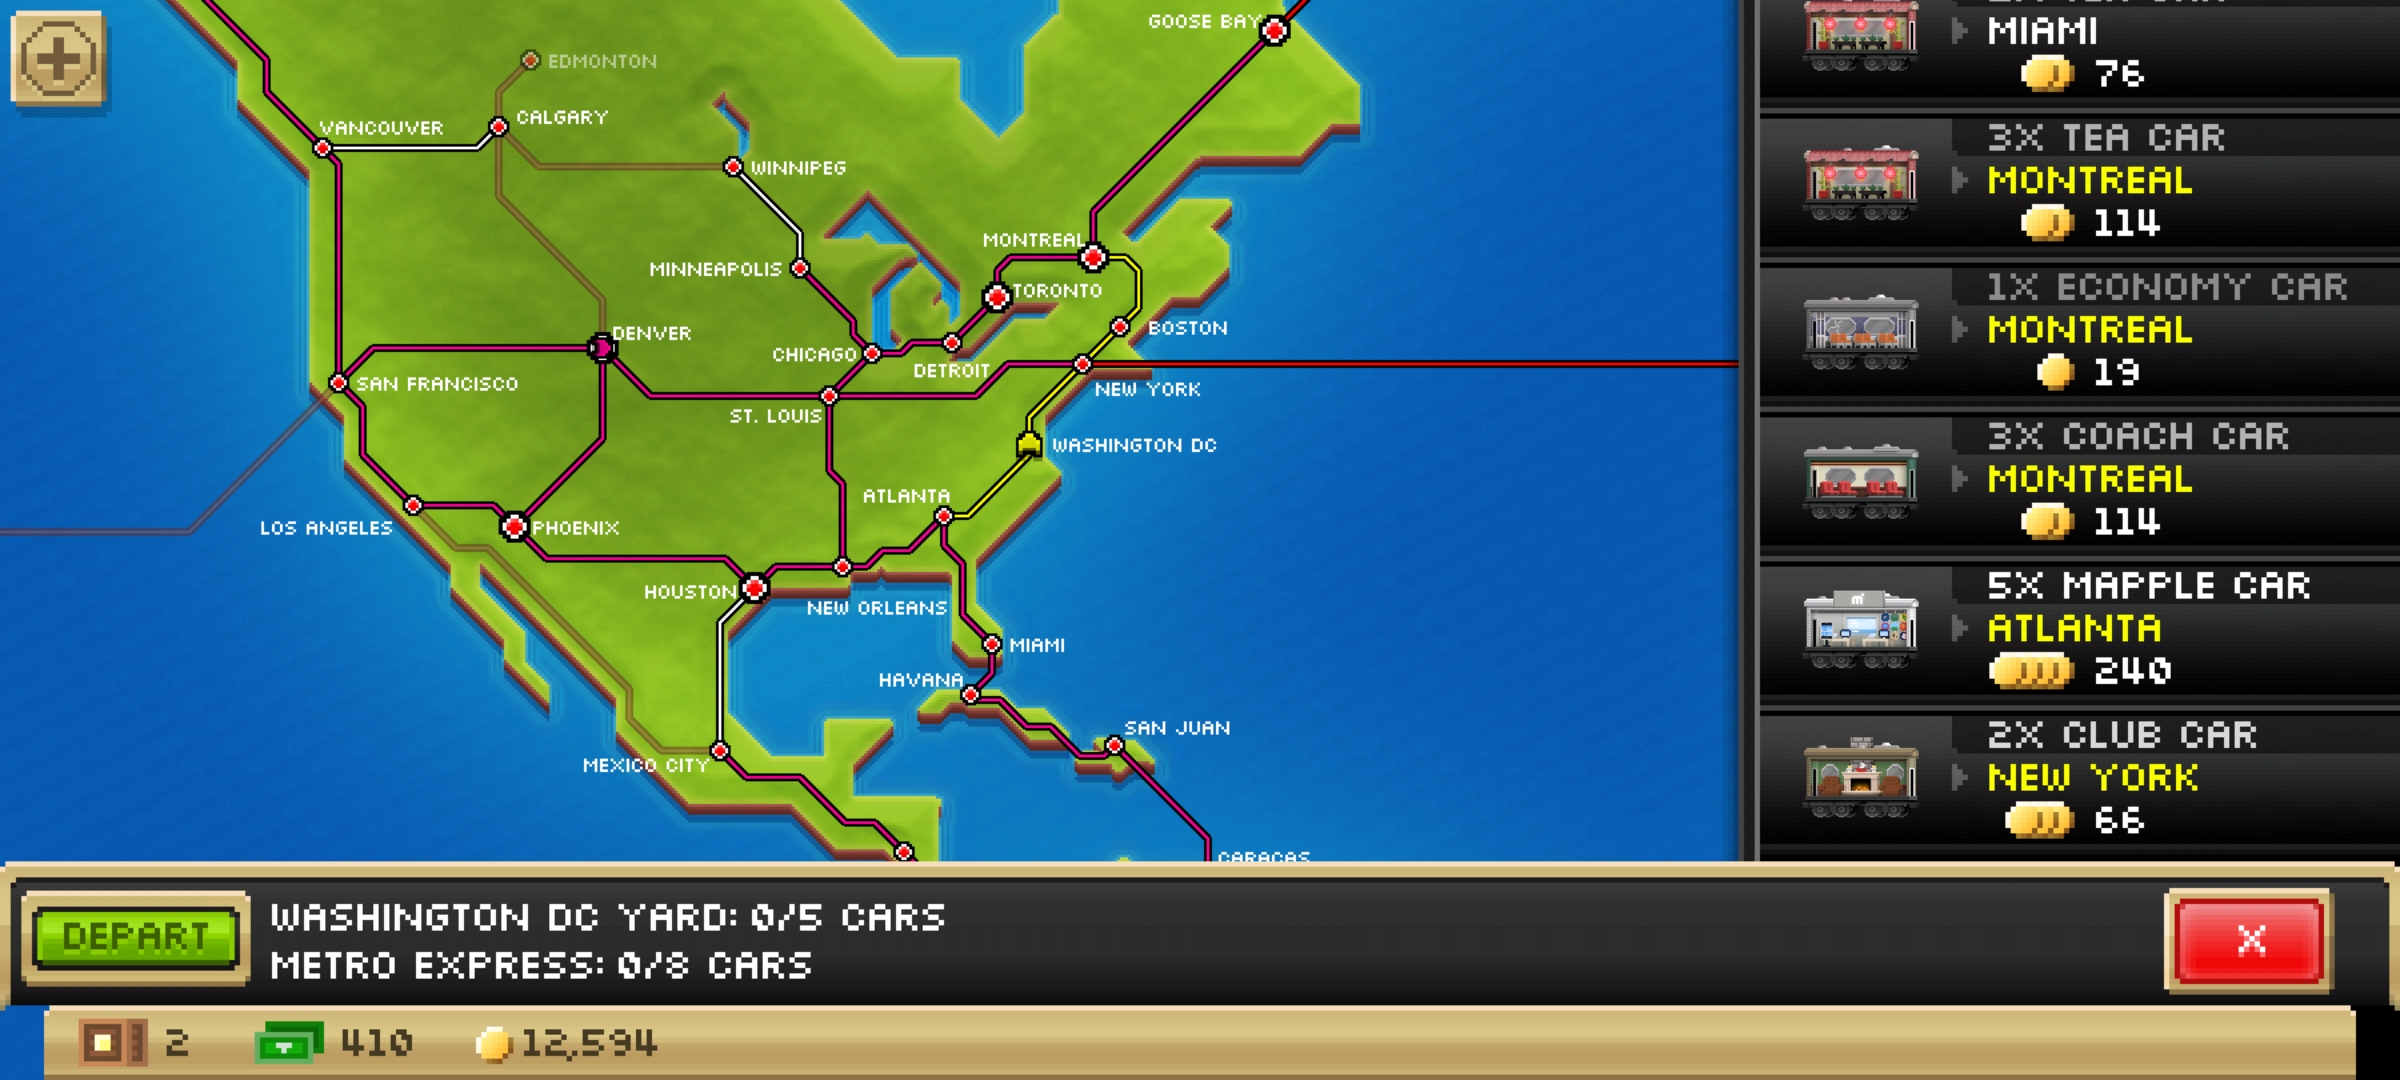 GOOSE BAY
EDMONTON
CALGARY
VANCOUVER
WINNIPEG
MONTREAL
MINNEAPOLIS
TORONTO
BOSTON
DENVER
CHICAGO
DETROIT
NEW YORK
SAN FRANCISCO
ST. LOUIS
WASHINGTON DC
ATLANTA
LOS ANGELES
PHOENIX
HOUSTON
NEW ORLEANS
MIAMI
HAVANA
SAN JUAN
MEXICO CITY
CARACAS
MIAMI
76
3X TEA CAR
MONTREAL
114
1X ECONOMY CAR
MONTREAL
19
3X COACH CAR
MONTREAL
114
5X MAPPLE CAR
ATLANTA
240
2X CLUB CAR
NEW YORK
66
DEPART
WASHINGTON DC YARD: 0/5 CARS
METRO EXPRESS: 0/8 CARS
X
2
410
12,594